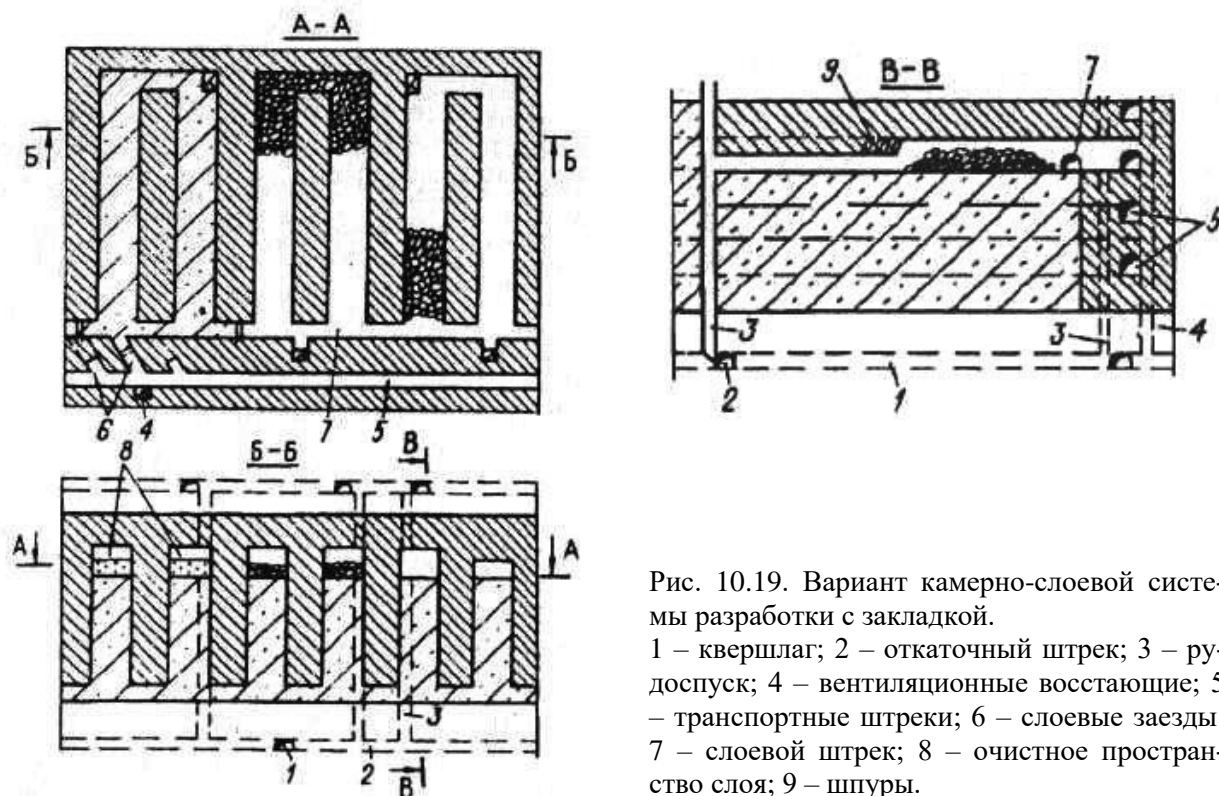 А – А
Б
Б
6
4
7
5
8
Б–Б
В
А
А
3
1
2
В
9
В–В
7
5
3
3
4
2
1
Рис. 10.19. Вариант камерно-слоевой систе-
мы разработки с закладкой.
1 – квершлаг; 2 – откаточный штрек; 3 – ру-
доспуск; 4 – вентиляционные восстающие; 5
– транспортные штреки; 6 – слоевые заезды
7 – слоевой штрек; 8 – очистное простран-
ство слоя; 9 – шпуры.